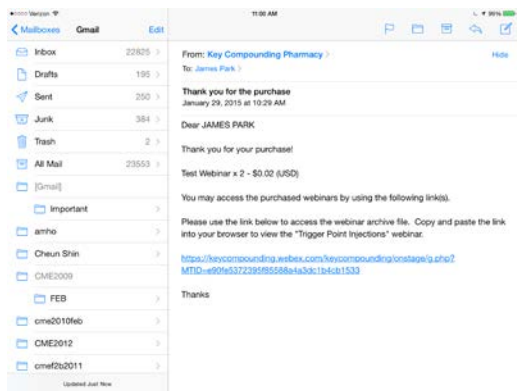 Verizon
11:00 AM
99%
Mailboxes
Gmail
Edit
Inbox 22825
Drafts 195
Sent 250
Junk 384
Trash 2
All Mail 23553
[Gmail]
Important
amho
Cheun Shin
CME2009
FEB
cme2010feb
CME2012
cmef2b2011
Updated Just Now
From: Key Compounding Pharmacy
Hide
To: James Park
Thank you for the purchase
January 29, 2015 at 10:29 AM
Dear JAMES PARK
Thank you for your purchase!
Test Webinar x 2 - $0.02 (USD)
You may access the purchased webinars by using the following link(s).
Please use the link below to access the webinar archive file. Copy and paste the link
into your browser to view the "Trigger Point Injections" webinar.
https://keycompounding.webex.com/keycompounding/onstage/g.php?
MTID=e90fe5372395f85588a4a3dc1b4cb1533
Thanks